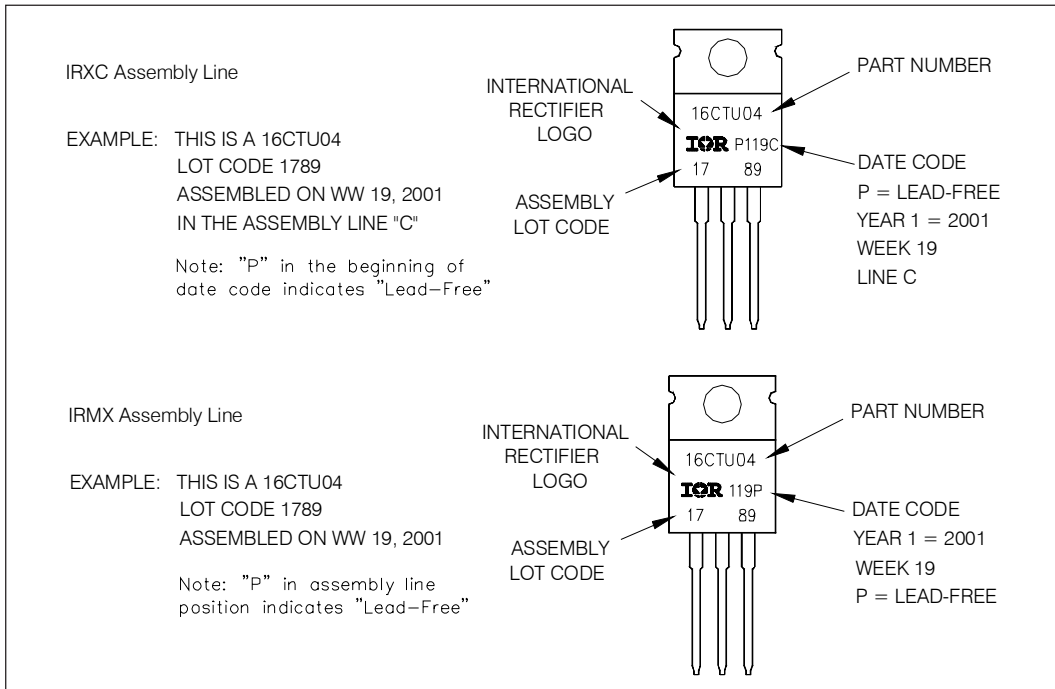 IRXC Assembly Line
EXAMPLE: THIS IS A 16CTU04
LOT CODE 1789
ASSEMBLED ON WW 19, 2001
IN THE ASSEMBLY LINE "C"
Note: "P" in the beginning of
date code indicates "Lead-Free"
INTERNATIONAL
RECTIFIER
LOGO
ASSEMBLY
LOT CODE
16CTU04
IOR P119C
17 89
PART NUMBER
DATE CODE
P = LEAD-FREE
YEAR 1 = 2001
WEEK 19
LINE C
IRMX Assembly Line
EXAMPLE: THIS IS A 16CTU04
LOT CODE 1789
ASSEMBLED ON WW 19, 2001
Note: "P" in assembly line
position indicates "Lead-Free"
INTERNATIONAL
RECTIFIER
LOGO
ASSEMBLY
LOT CODE
16CTU04
IOR 119P
17 89
PART NUMBER
DATE CODE
YEAR 1 = 2001
WEEK 19
P = LEAD-FREE